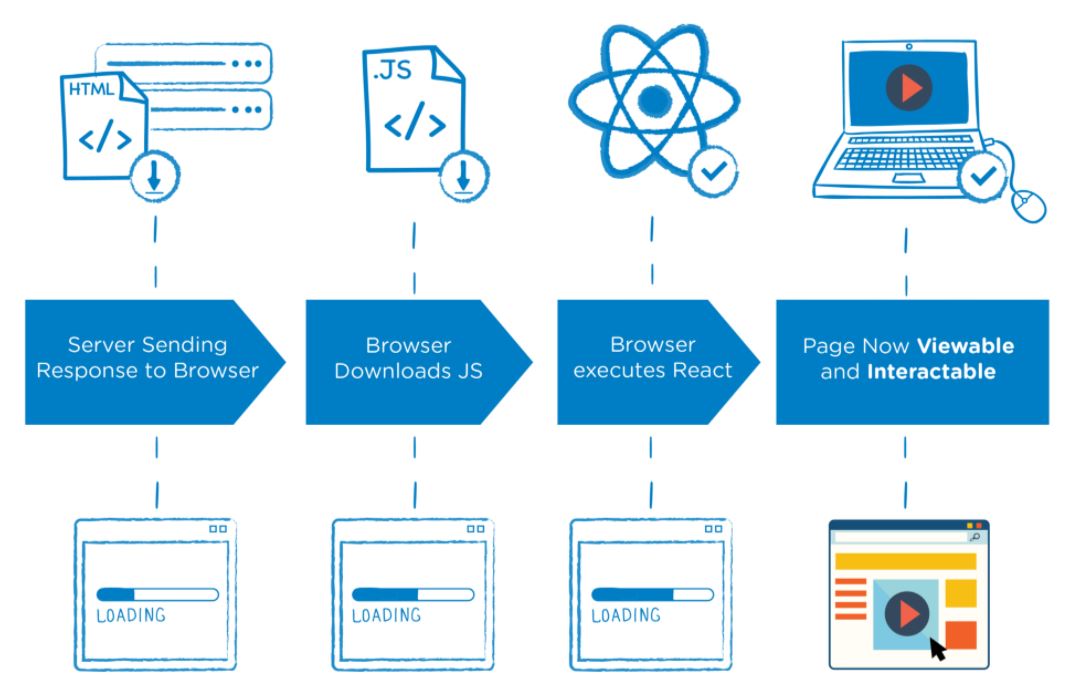 HTML
</>
.JS
</>
Server Sending
Response to Browser
Browser
Downloads JS
Browser
executes React
Page Now Viewable
and Interactable
LOADING
LOADING
LOADING